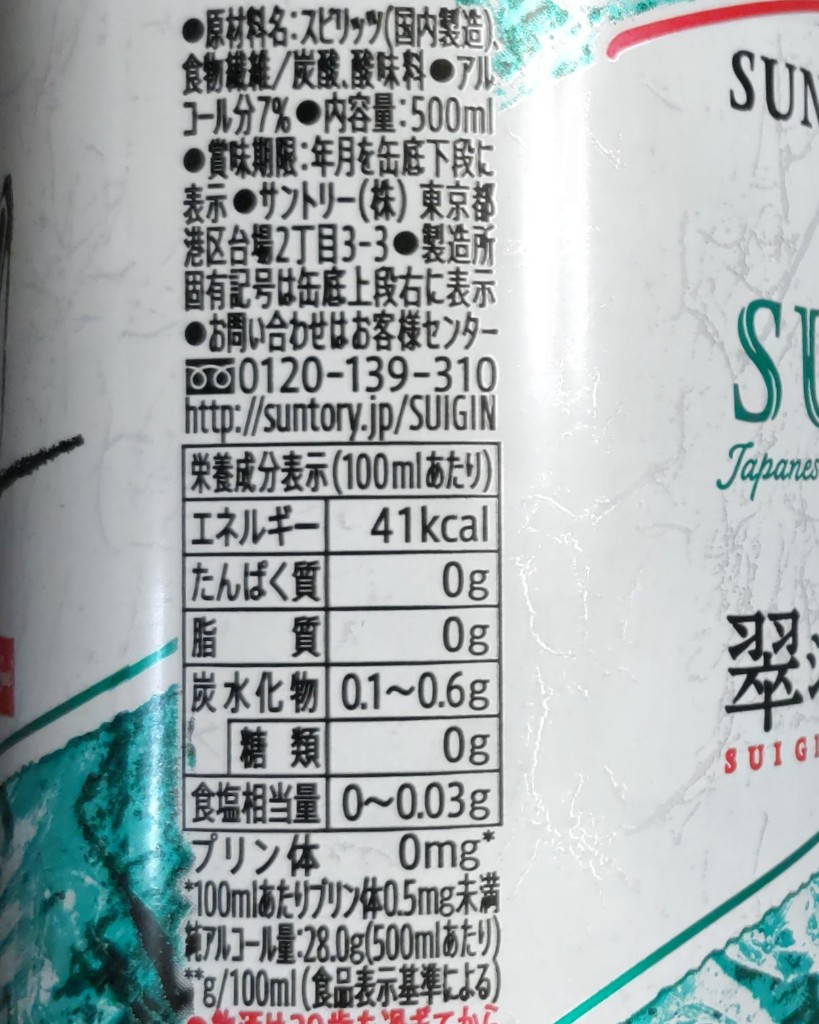 ●原材料名:スピリッツ(国内製造)、
食物繊維/炭酸、酸味料●アル
コール分7%●内容量:500ml
●賞味期限:年月を缶底下段に
表示●サントリー(株) 東京都
港区台場2丁目3-3●製造所
固有記号は缶底上段右に表示
●お問い合わせはお客様センター
0120-139-310
http://suntory.jp/SUIGIN
栄養成分表示(100mlあたり)
エネルギー 41kcal
たんぱく質 0g
脂質 0g
炭水化物 0.1〜0.6g
糖類 0g
食塩相当量 0〜0.03g
プリン体 0mg*
*100mlあたりプリン体0.5mg未満
純アルコール量:28.0g(500mlあたり)
**g/100ml(食品表示基準による)
SUN
SU
Japanes
翠
SUIGI